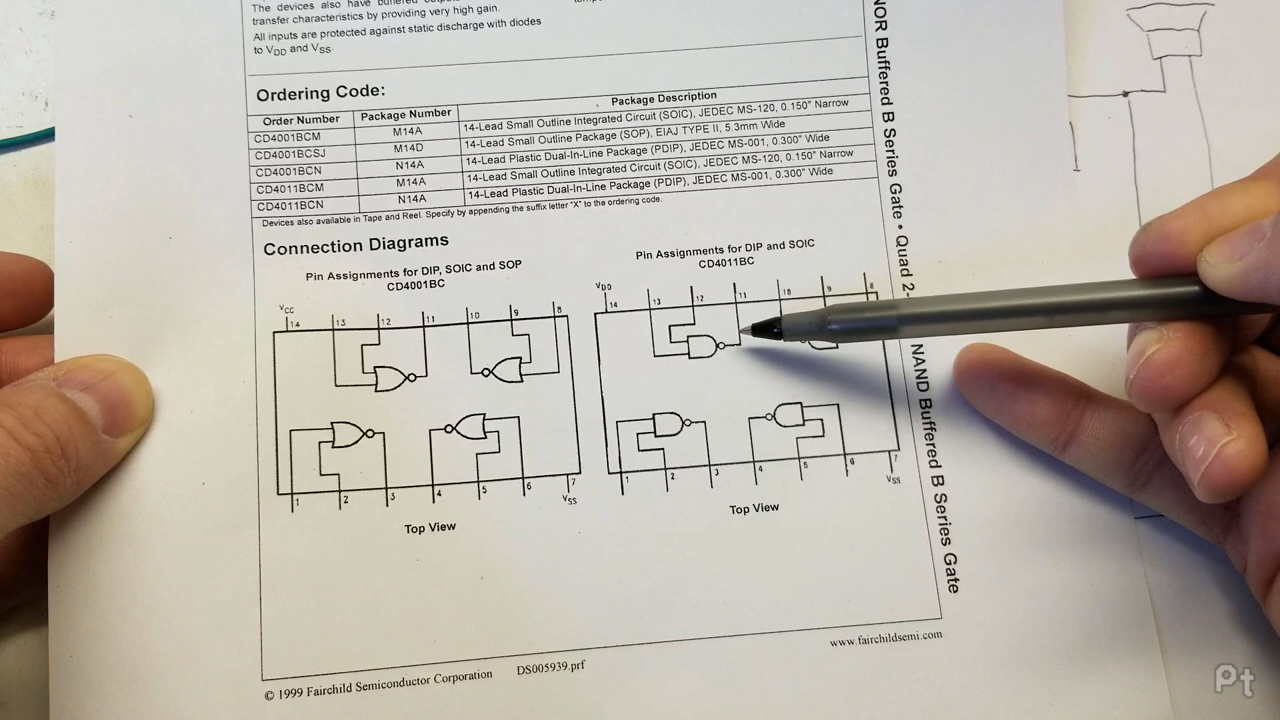 The devices also have buffered
transfer characteristics by providing very high gain.
All inputs are protected against static discharge with diodes
to VDD and VSS.
Ordering Code:
Order Number Package Number Package Description
CD4001BCM M14A 14-Lead Small Outline Integrated Circuit (SOIC), JEDEC MS-120, 0.150" Narrow
CD4001BCSJ M14D 14-Lead Small Outline Package (SOP), EIAJ TYPE II, 5.3mm Wide
CD4001BCN N14A 14-Lead Plastic Dual-In-Line Package (PDIP), JEDEC MS-001, 0.300" Wide
CD4011BCM M14A 14-Lead Small Outline Integrated Circuit (SOIC), JEDEC MS-120, 0.150" Narrow
CD4011BCN N14A 14-Lead Plastic Dual-In-Line Package (PDIP), JEDEC MS-001, 0.300" Wide
Devices also available in Tape and Reel. Specify by appending the suffix letter "X" to the ordering code.
Connection Diagrams
Pin Assignments for DIP, SOIC and SOP
CD4001BC
VCC
14 13 12 11 10 9 8
1 2 3 4 5 6 7
VSS
Top View
Pin Assignments for DIP and SOIC
CD4011BC
VDD
14 13 12 11 10 9 8
1 2 3 4 5 6 7
VSS
Top View
NOR Buffered B Series Gate • Quad 2-
NAND Buffered B Series Gate
© 1999 Fairchild Semiconductor Corporation DS005939.prf
www.fairchildsemi.com
Pt